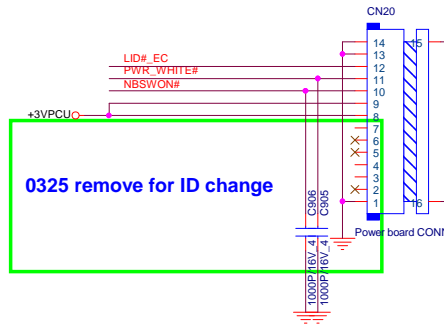 CN20
14
15
13
LID#_EC
12
PWR_WHITE#
11
NBSWON#
10
9
+3VPCU
8
7
6
5
4
3
2
1
16
0325 remove for ID change
Power board CONN
C906
C905
1000P/16V_4
1000P/16V_4